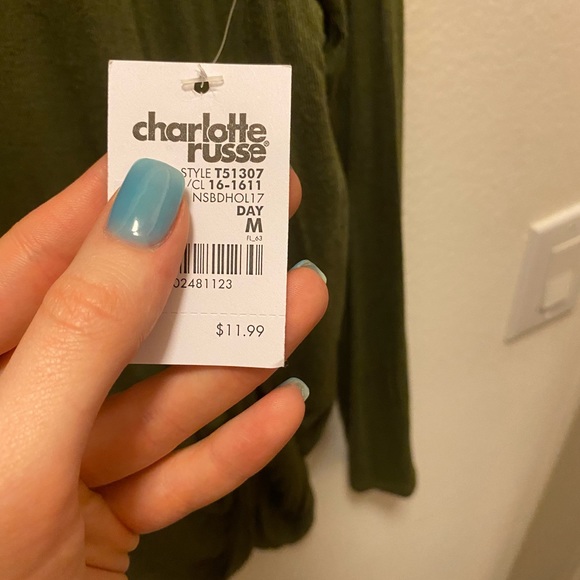 charlotte
russe
STYLE T51307
/CL 16-1611
NSBDHOL17
DAY
M
FL_63
02481123
$11.99